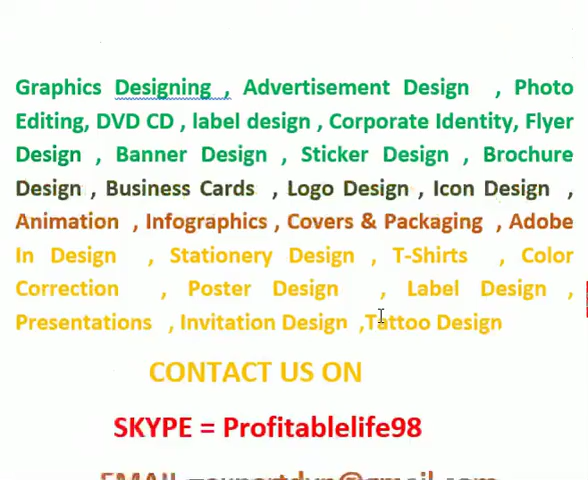 Graphics Designing , Advertisement Design , Photo
Editing, DVD CD , label design , Corporate Identity, Flyer
Design , Banner Design , Sticker Design , Brochure
Design , Business Cards , Logo Design , Icon Design ,
Animation , Infographics , Covers & Packaging , Adobe
In Design , Stationery Design , T-Shirts , Color
Correction , Poster Design , Label Design ,
Presentations , Invitation Design ,Tattoo Design
CONTACT US ON
SKYPE = Profitablelife98
EMAIL